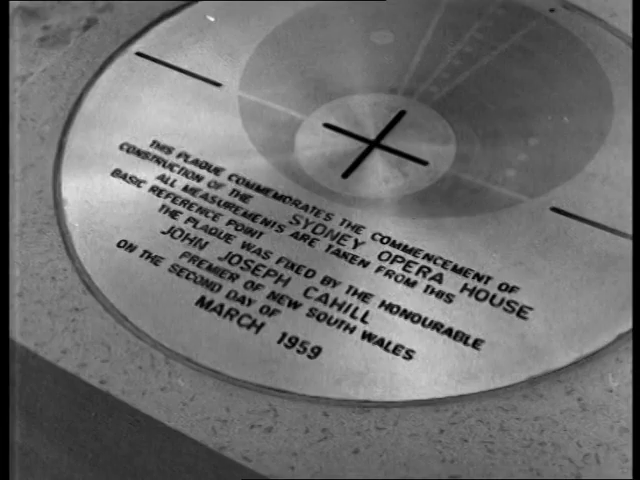 THIS PLAQUE COMMEMORATES THE COMMENCEMENT OF
CONSTRUCTION OF THE SYDNEY OPERA HOUSE
ALL MEASUREMENTS ARE TAKEN FROM THIS
BASIC REFERENCE POINT
THE PLAQUE WAS FIXED BY THE HONOURABLE
JOHN JOSEPH CAHILL
PREMIER OF NEW SOUTH WALES
ON THE SECOND DAY OF
MARCH 1959